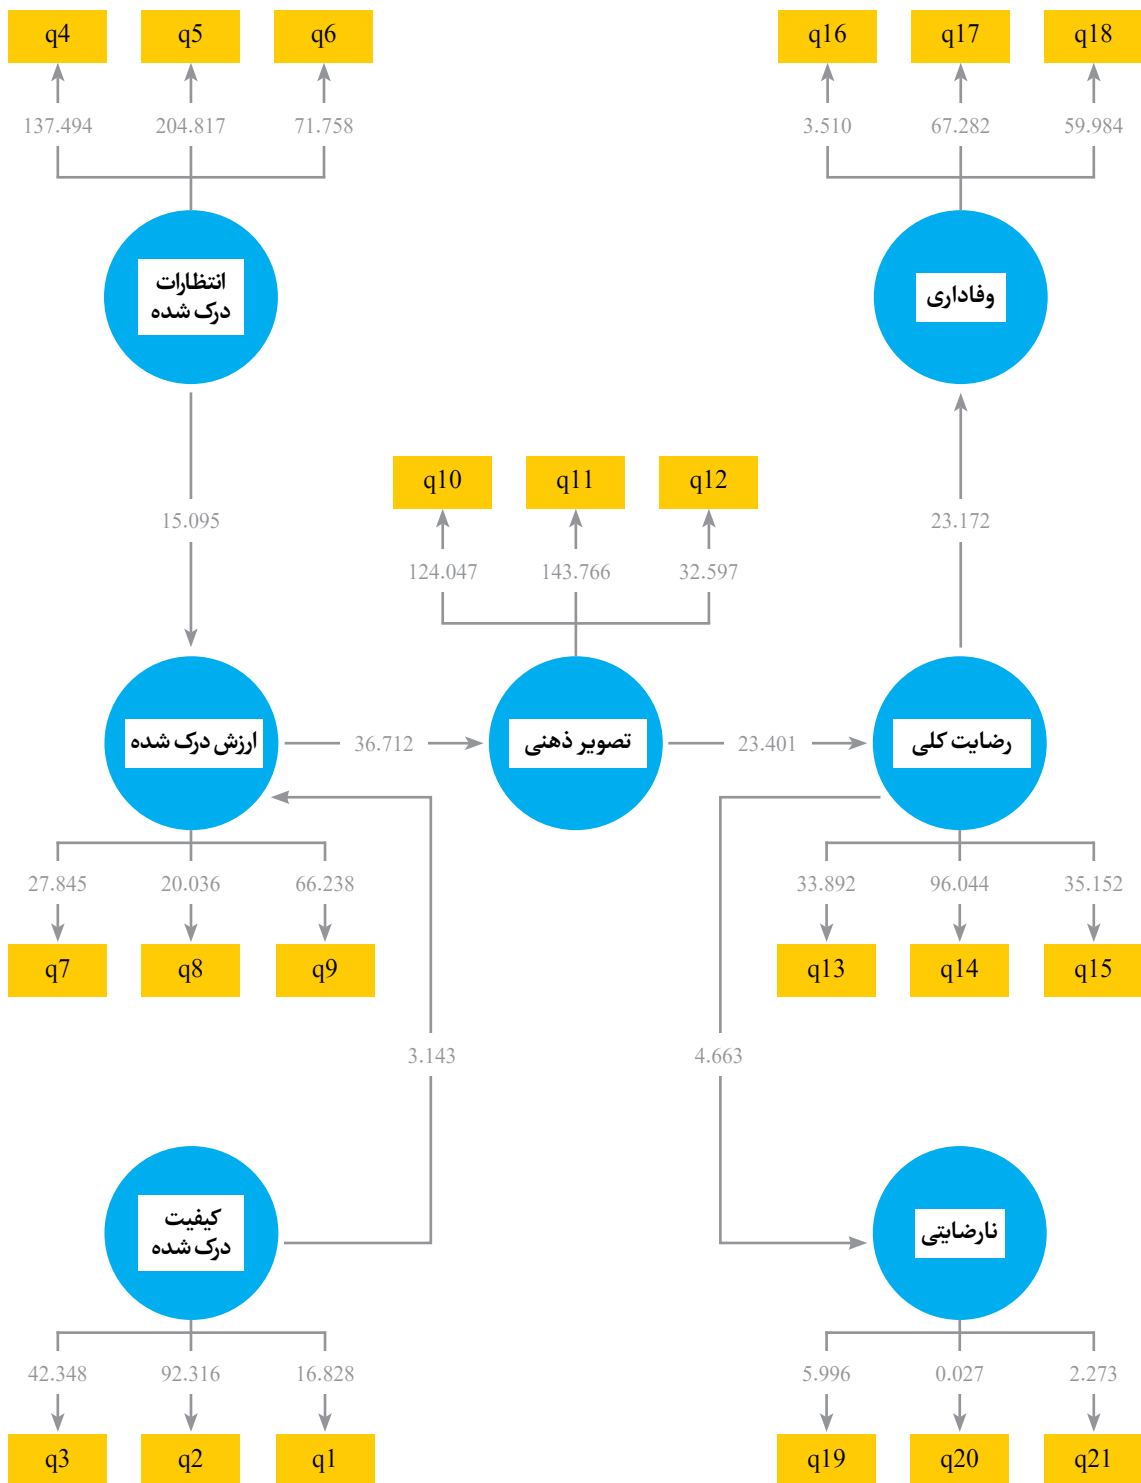 q4 q5 q6 q16 q17 q18
137.494 204.817 71.758 3.510 67.282 59.984
انتظارات
درک شده
وفاداری
q10 q11 q12
15.095 23.172
124.047 143.766 32.597
ارزش درک شده 36.712 تصویر ذهنی 23.401 رضایت کلی
27.845 20.036 66.238 33.892 96.044 35.152
q7 q8 q9 q13 q14 q15
3.143 4.663
کیفیت
درک شده
نارضایتی
42.348 92.316 16.828 5.996 0.027 2.273
q3 q2 q1 q19 q20 q21